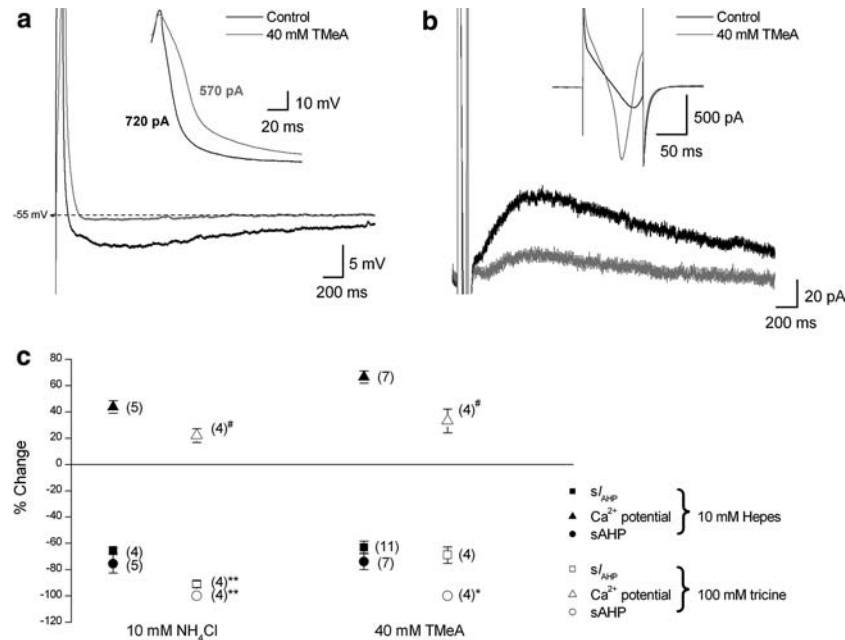 a
Control
40 mM TMeA
570 pA
720 pA
10 mV
20 ms
-55 mV
5 mV
200 ms
b
Control
40 mM TMeA
500 pA
50 ms
20 pA
200 ms
c
% Change
80
60
40
20
0
-20
-40
-60
-80
-100
-120
(5)
(4)#
(7)
(4)#
(4)
(5)
(4)**
(4)**
(11)
(7)
(4)
(4)*
10 mM NH4Cl
40 mM TMeA
sIAHP
Ca2+ potential
sAHP
10 mM Hepes
sIAHP
Ca2+ potential
sAHP
100 mM tricine